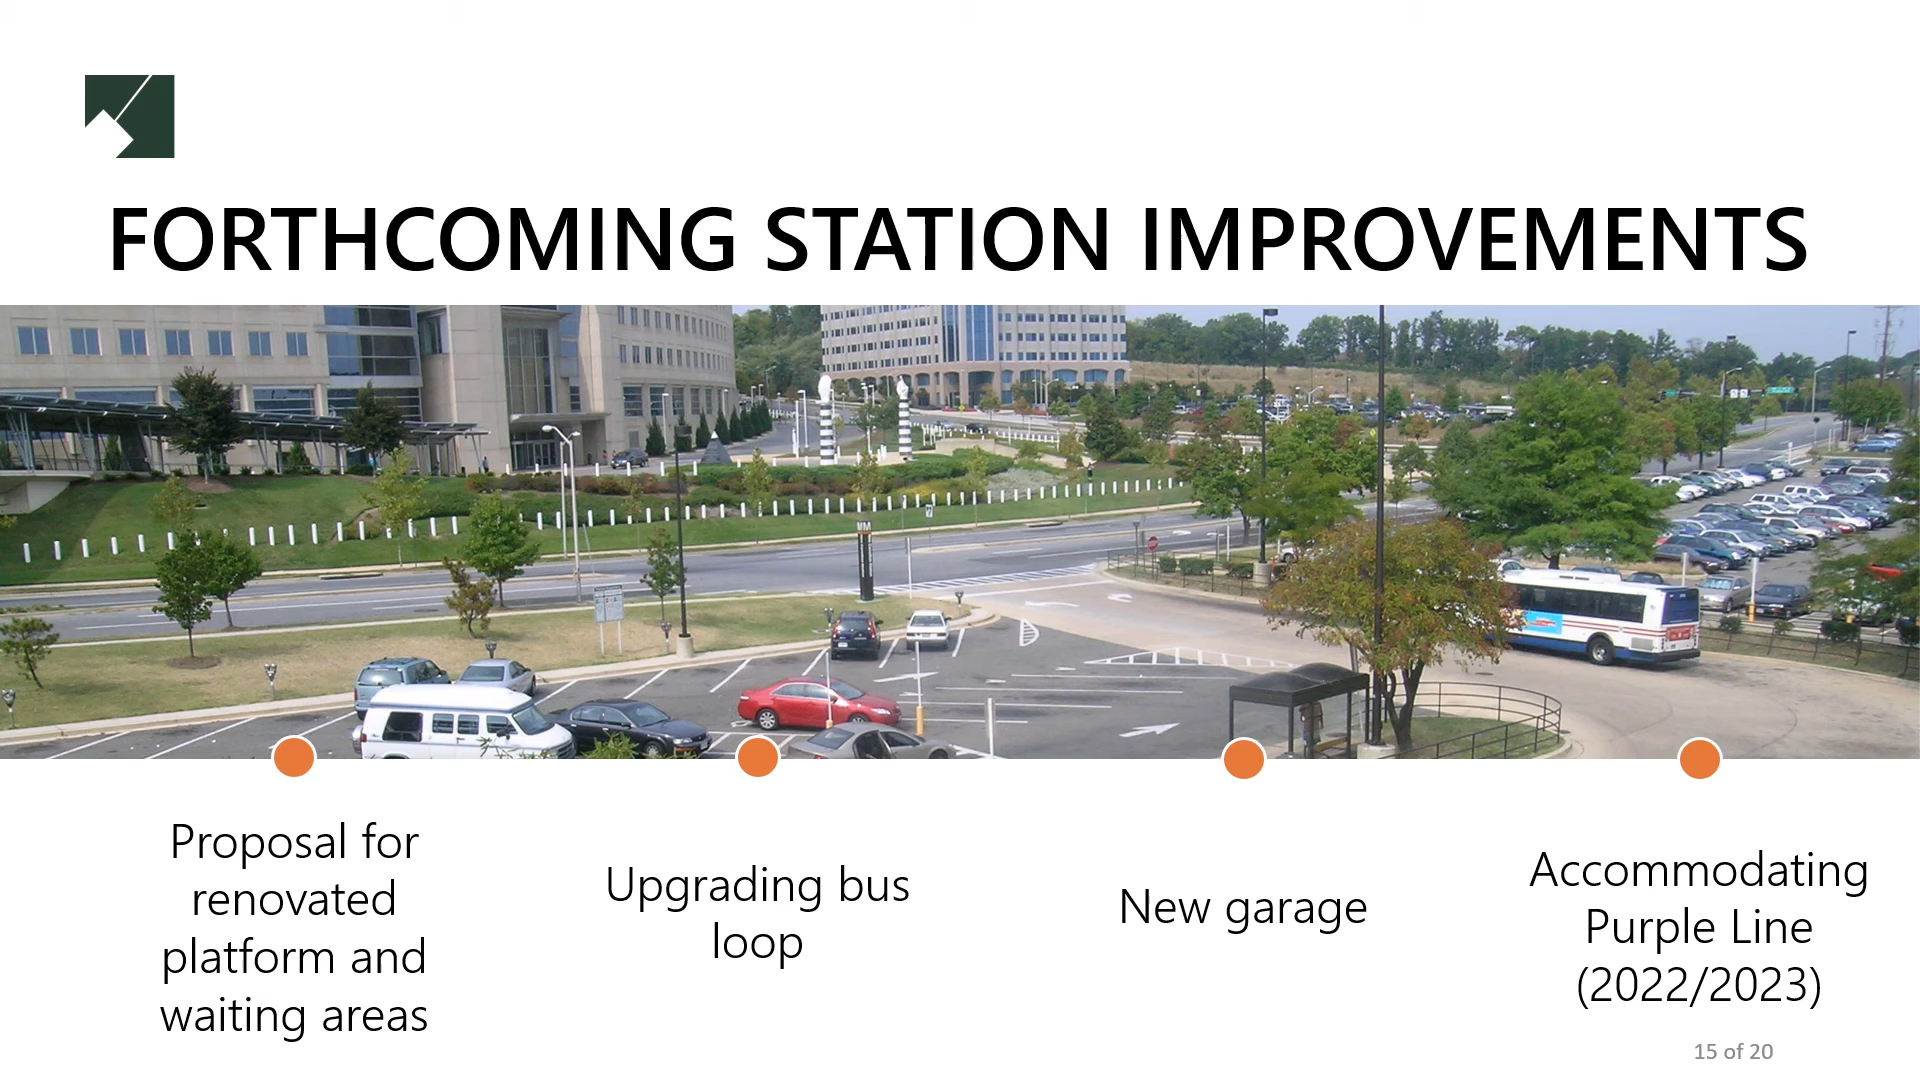 FORTHCOMING STATION IMPROVEMENTS
Proposal for
renovated
platform and
waiting areas
Upgrading bus
loop
New garage
Accommodating
Purple Line
(2022/2023)
15 of 20